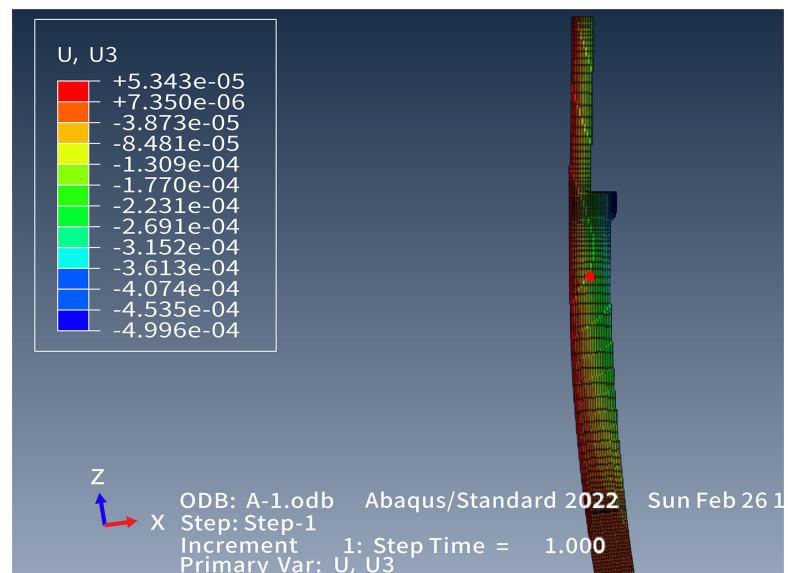 U, U3
+5.343e-05
+7.350e-06
-3.873e-05
-8.481e-05
-1.309e-04
-1.770e-04
-2.231e-04
-2.691e-04
-3.152e-04
-3.613e-04
-4.074e-04
-4.535e-04
-4.996e-04
Z
X
ODB: A-1.odb Abaqus/Standard 2022 Sun Feb 26 1
Step: Step-1
Increment 1: Step Time = 1.000
Primary Var: U, U3